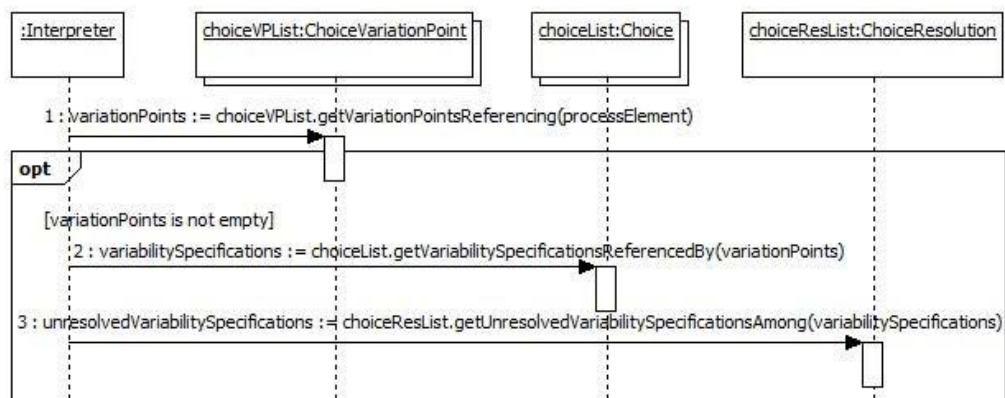 :Interpreter choiceVPList:ChoiceVariationPoint choiceList:Choice choiceResList:ChoiceResolution
1 : variationPoints := choiceVPList.getVariationPointsReferencing(processElement)
opt
[variationPoints is not empty]
2 : variabilitySpecifications := choiceList.getVariabilitySpecificationsReferencedBy(variationPoints)
3 : unresolvedVariabilitySpecifications := choiceResList.getUnresolvedVariabilitySpecificationsAmong(variabilitySpecifications)